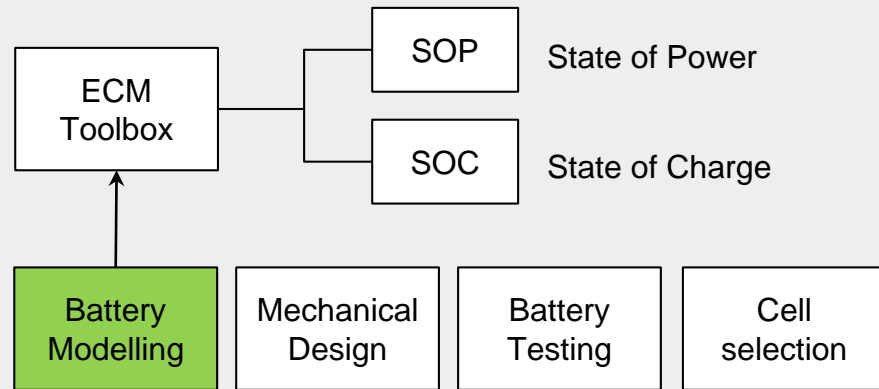 SOP
State of Power
ECM
Toolbox
SOC
State of Charge
Battery
Modelling
Mechanical
Design
Battery
Testing
Cell
selection